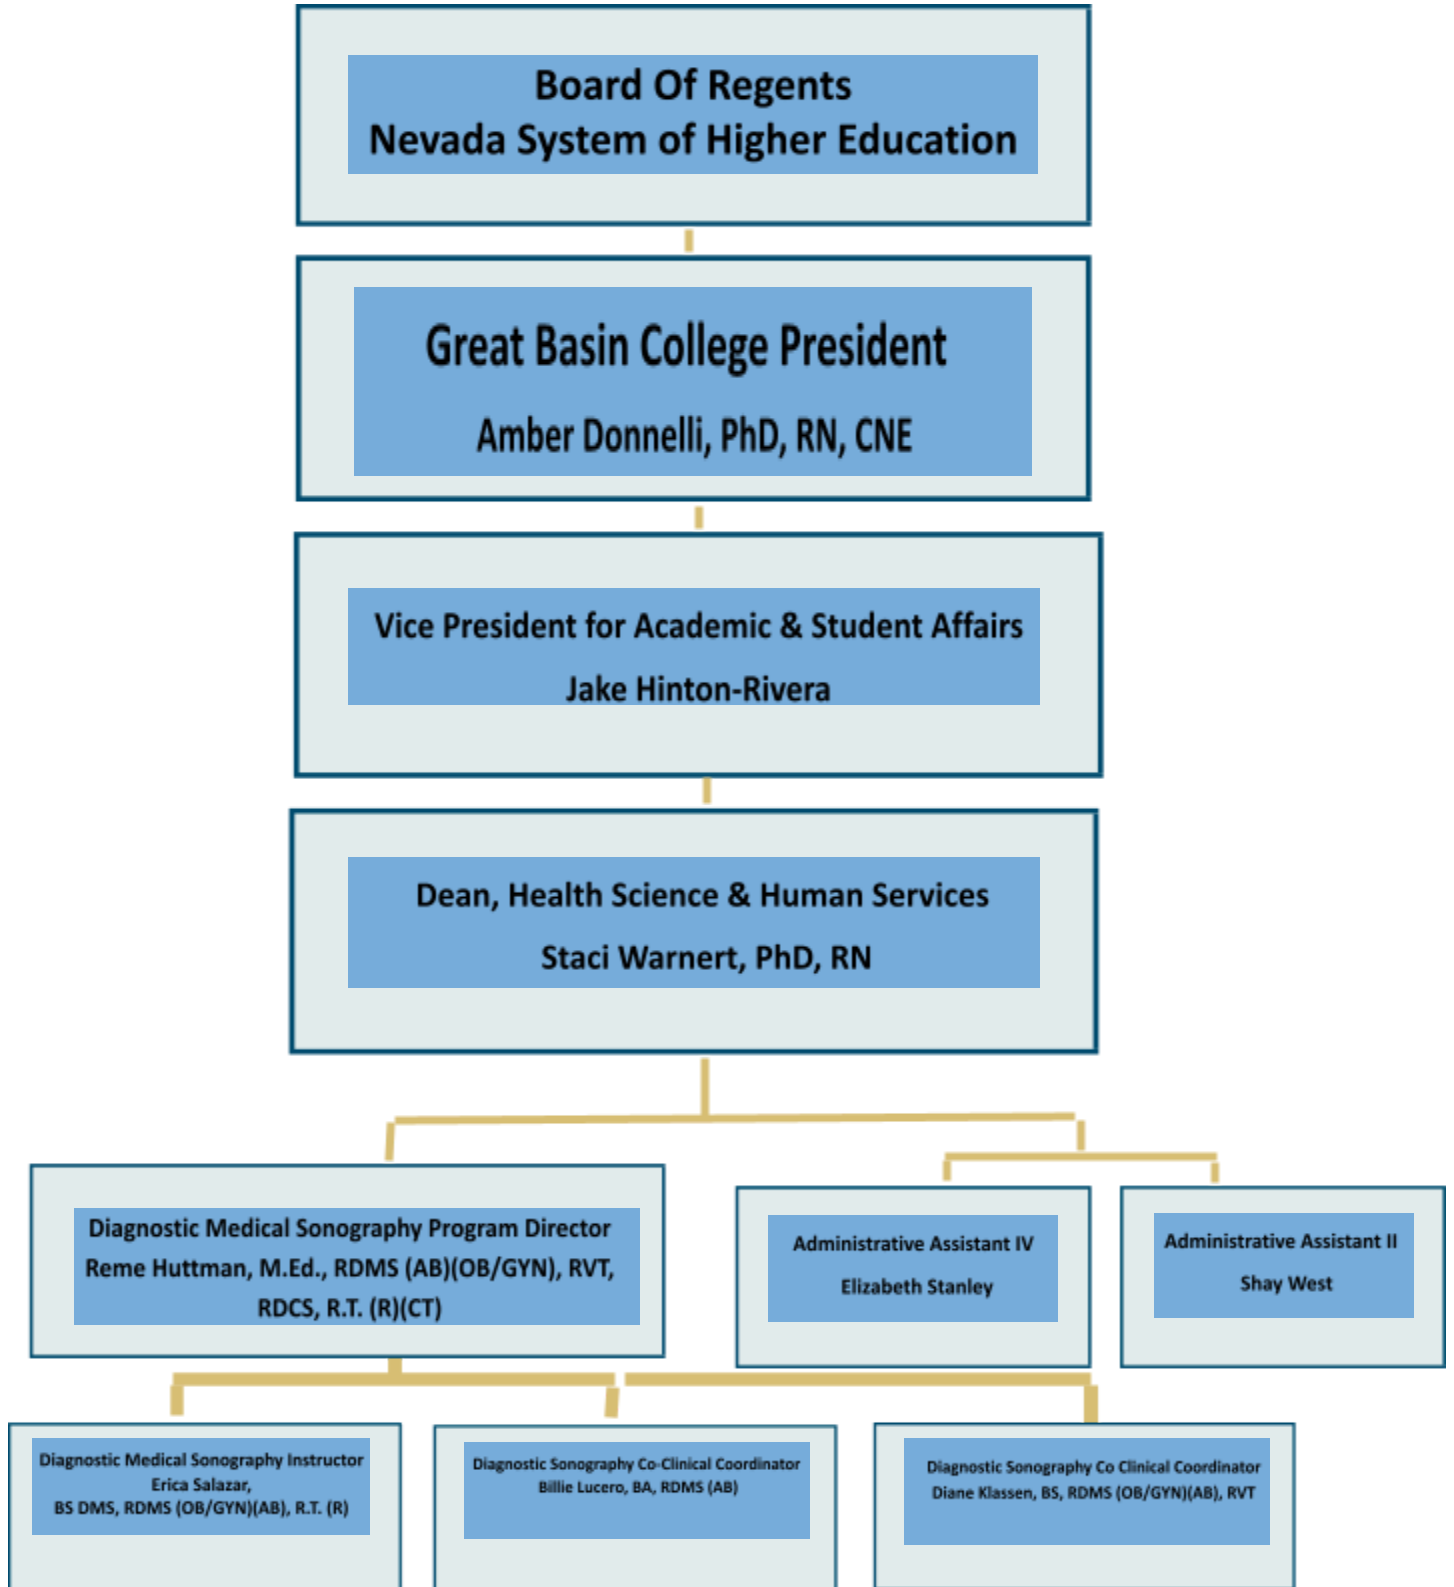 Board Of Regents
Nevada System of Higher Education
Great Basin College President
Amber Donnelli, PhD, RN, CNE
Vice President for Academic & Student Affairs
Jake Hinton-Rivera
Dean, Health Science & Human Services
Staci Warnert, PhD, RN
Diagnostic Medical Sonography Program Director
Reme Huttman, M.Ed., RDMS (AB)(OB/GYN), RVT,
RDCS, R.T. (R)(CT)
Administrative Assistant IV
Elizabeth Stanley
Administrative Assistant II
Shay West
Diagnostic Medical Sonography Instructor
Erica Salazar,
BS DMS, RDMS (OB/GYN)(AB), R.T. (R)
Diagnostic Sonography Co-Clinical Coordinator
Billie Lucero, BA, RDMS (AB)
Diagnostic Sonography Co Clinical Coordinator
Diane Klassen, BS, RDMS (OB/GYN)(AB), RVT